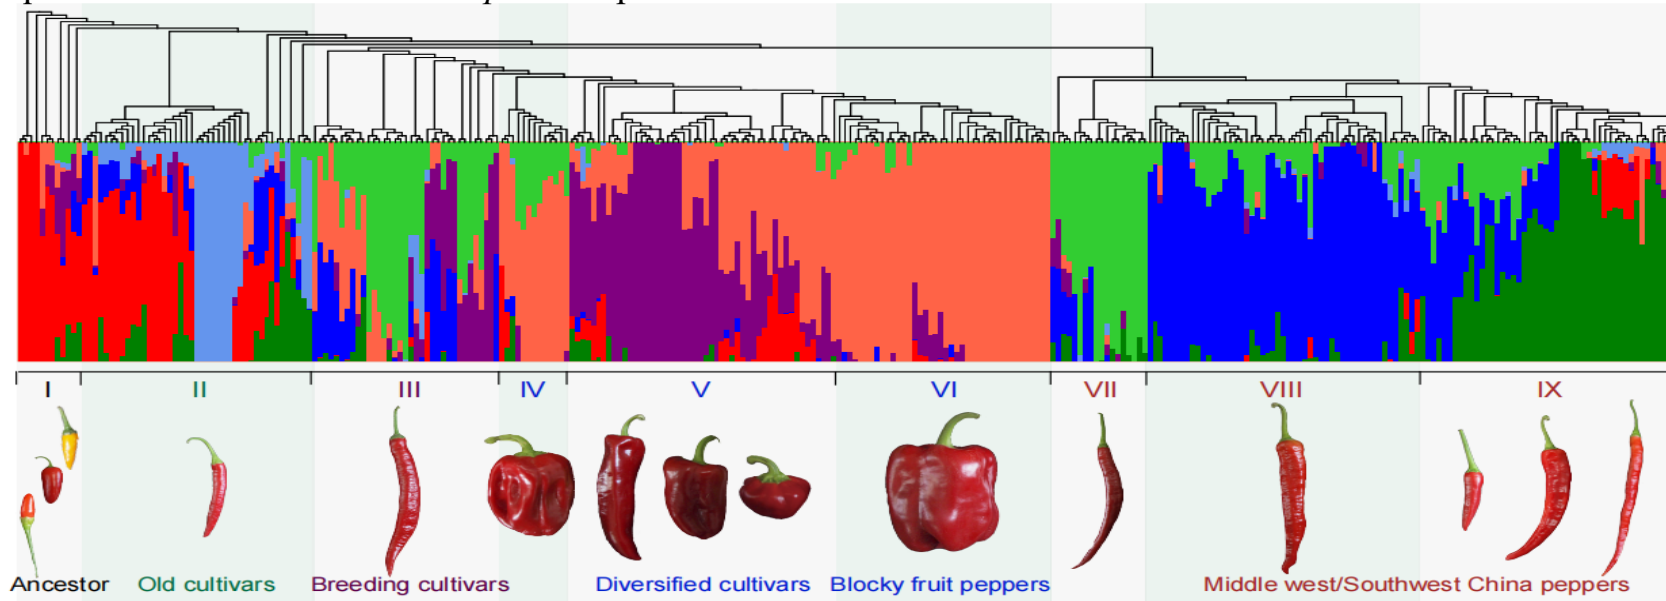 I II III IV V VI VII VIII IX
Ancestor Old cultivars Breeding cultivars Diversified cultivars Blocky fruit peppers Middle west/Southwest China peppers